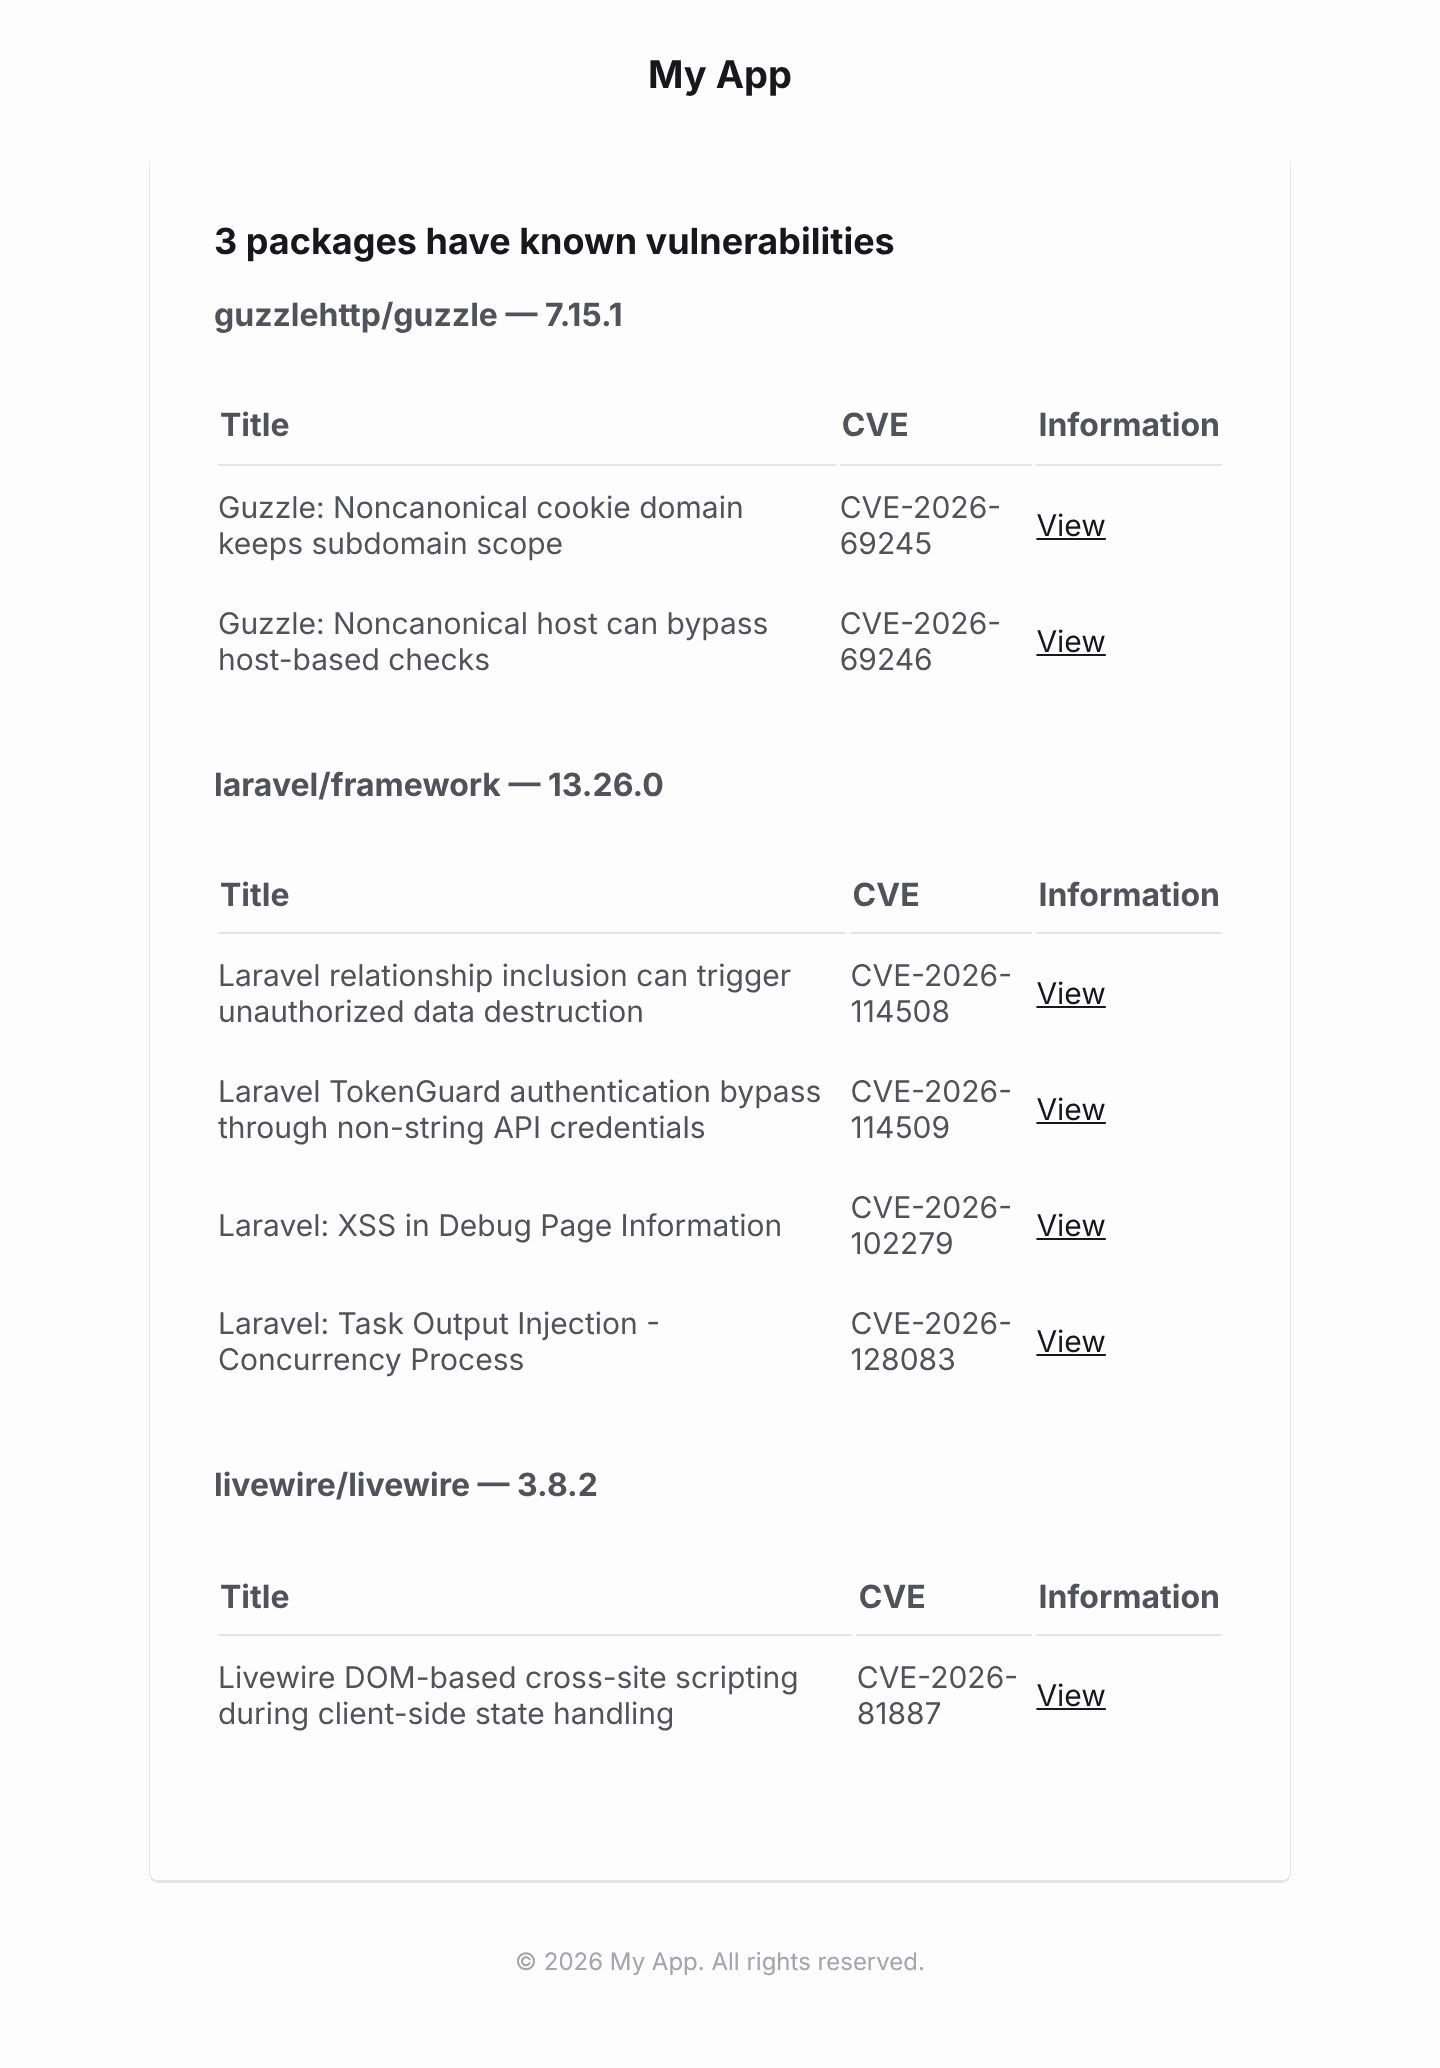 My App
3 packages have known vulnerabilities
guzzlehttp/guzzle — 7.15.1
Title CVE Information
Guzzle: Noncanonical cookie domain
keeps subdomain scope
CVE-2026-
69245
View
Guzzle: Noncanonical host can bypass
host-based checks
CVE-2026-
69246
View
laravel/framework — 13.26.0
Title CVE Information
Laravel relationship inclusion can trigger
unauthorized data destruction
CVE-2026-
114508
View
Laravel TokenGuard authentication bypass
through non-string API credentials
CVE-2026-
114509
View
Laravel: XSS in Debug Page Information
CVE-2026-
102279
View
Laravel: Task Output Injection -
Concurrency Process
CVE-2026-
128083
View
livewire/livewire — 3.8.2
Title CVE Information
Livewire DOM-based cross-site scripting
during client-side state handling
CVE-2026-
81887
View
© 2026 My App. All rights reserved.